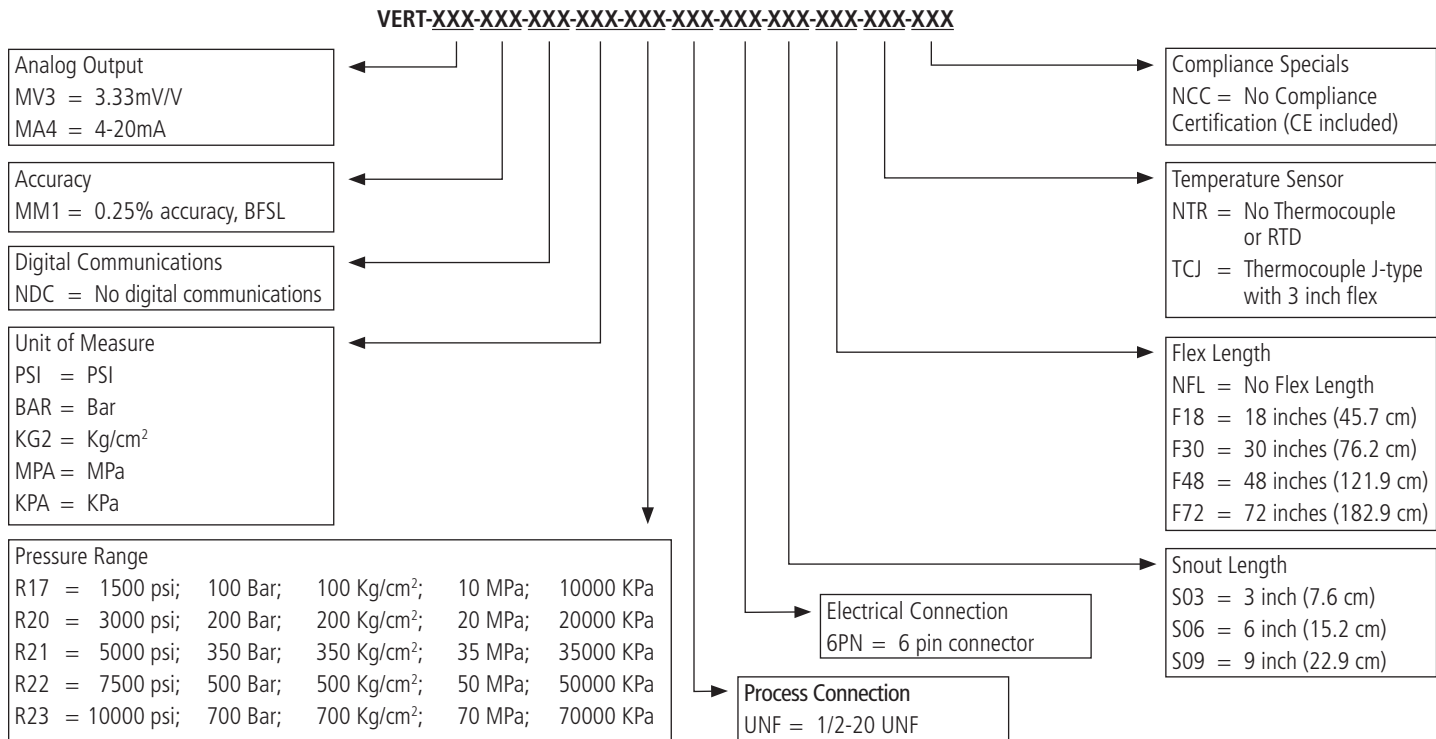 VERT-XXX-XXX-XXX-XXX-XXX-XXX-XXX-XXX-XXX-XXX-XXX
Analog Output
MV3 = 3.33mV/V
MA4 = 4-20mA
Accuracy
MM1 = 0.25% accuracy, BFSL
Digital Communications
NDC = No digital communications
Unit of Measure
PSI = PSI
BAR = Bar
KG2 = Kg/cm²
MPA = MPa
KPA = KPa
Pressure Range
R17 = 1500 psi; 100 Bar; 100 Kg/cm²; 10 MPa; 10000 KPa
R20 = 3000 psi; 200 Bar; 200 Kg/cm²; 20 MPa; 20000 KPa
R21 = 5000 psi; 350 Bar; 350 Kg/cm²; 35 MPa; 35000 KPa
R22 = 7500 psi; 500 Bar; 500 Kg/cm²; 50 MPa; 50000 KPa
R23 = 10000 psi; 700 Bar; 700 Kg/cm²; 70 MPa; 70000 KPa
Process Connection
UNF = 1/2-20 UNF
Electrical Connection
6PN = 6 pin connector
Snout Length
S03 = 3 inch (7.6 cm)
S06 = 6 inch (15.2 cm)
S09 = 9 inch (22.9 cm)
Flex Length
NFL = No Flex Length
F18 = 18 inches (45.7 cm)
F30 = 30 inches (76.2 cm)
F48 = 48 inches (121.9 cm)
F72 = 72 inches (182.9 cm)
Temperature Sensor
NTR = No Thermocouple
or RTD
TCJ = Thermocouple J-type
with 3 inch flex
Compliance Specials
NCC = No Compliance
Certification (CE included)